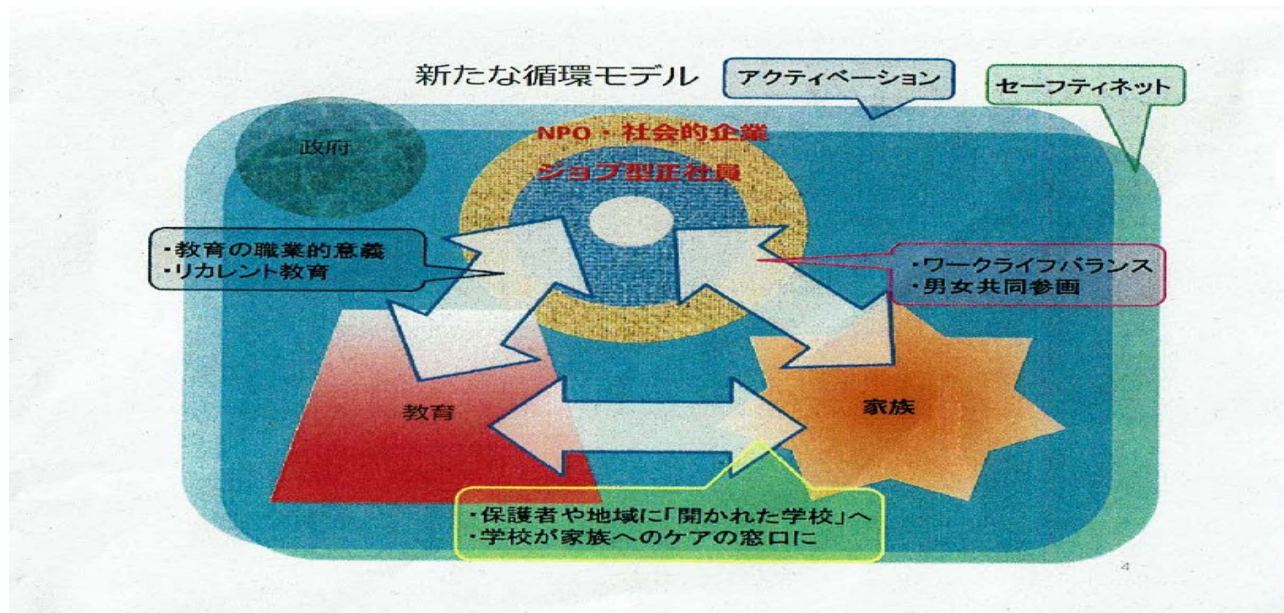 新たな循環モデル
アクティベーション
セーフティネット
政府
NPO・社会的企業
ジョブ型正社員
・教育の職業的意義
・リカレント教育
・ワークライフバランス
・男女共同参画
教育
家族
・保護者や地域に「開かれた学校」へ
・学校が家族へのケアの窓口に
4